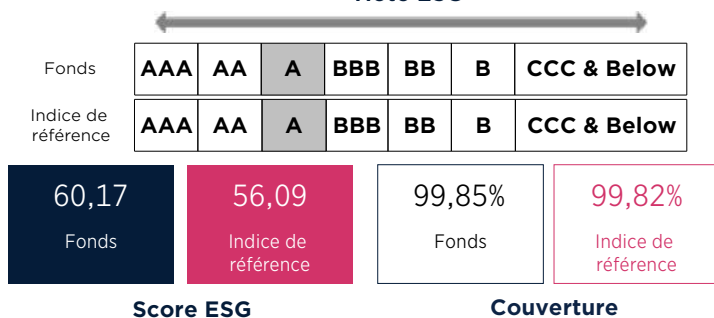 Fonds AAA AA A BBB BB B CCC & Below
Indice de référence AAA AA A BBB BB B CCC & Below
60,17 56,09 99,85% 99,82%
Fonds Indice de référence Fonds Indice de référence
Score ESG Couverture